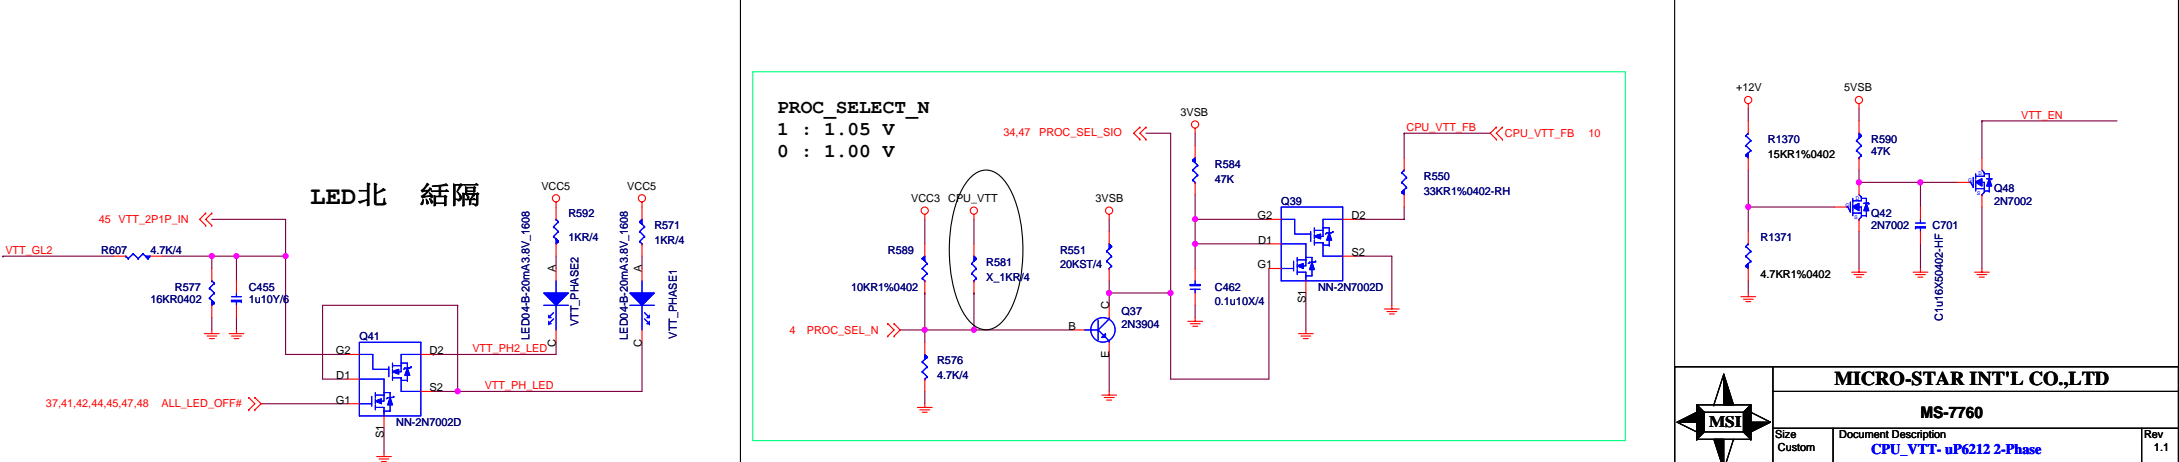 LED北 結隔
45 VTT_2P1P_IN
VTT_GL2
R607 4.7K/4
R577
16KR0402
C455
1u10Y/6
VCC5
VCC5
R592
1KR/4
R571
1KR/4
LED04-B-20mA3.8V_1608
VTT_PHASE2
LED04-B-20mA3.8V_1608
VTT_PHASE1
A
A
C
C
Q41
G2
D1
G1
D2
S2
S1
NN-2N7002D
VTT_PH2_LED
VTT_PH_LED
37,41,42,44,45,47,48 ALL_LED_OFF#
PROC_SELECT_N
1 : 1.05 V
0 : 1.00 V
34,47 PROC_SEL_SIO
VCC3
CPU_VTT
3VSB
R589
10KR1%0402
R581
X_1KR/4
R551
20KST/4
4 PROC_SEL_N
R576
4.7K/4
B
C
E
Q37
2N3904
3VSB
R584
47K
C462
0.1u10X/4
Q39
G2
D1
G1
D2
S2
S1
NN-2N7002D
CPU_VTT_FB
CPU_VTT_FB 10
R550
33KR1%0402-RH
+12V
R1370
15KR1%0402
R1371
4.7KR1%0402
5VSB
R590
47K
Q42
2N7002
C701
C1u16X50402-HF
VTT_EN
Q48
2N7002
MSI
MICRO-STAR INT'L CO.,LTD
MS-7760
Size
Custom
Document Description
CPU_VTT- uP6212 2-Phase
Rev
1.1